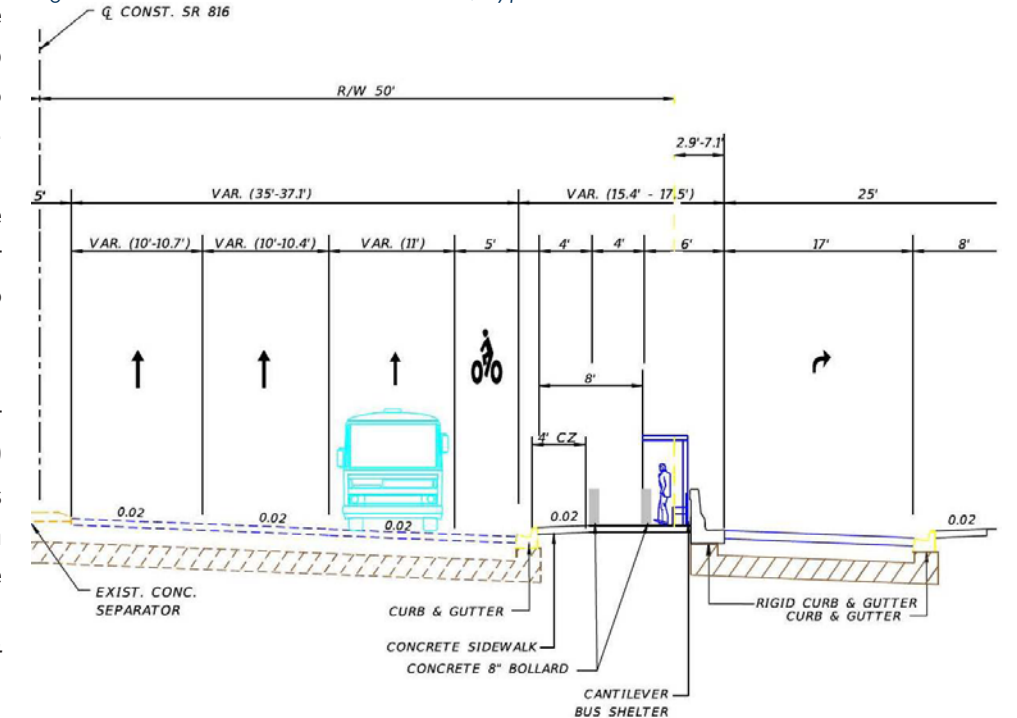 ℄ CONST. SR 816
R/W 50'
2.9'-7.1'
5'
VAR. (35'-37.1')
VAR. (15.4' - 17.5')
25'
VAR. (10'-10.7')
VAR. (10'-10.4')
VAR. (11')
5'
4'
4'
6'
17'
8'
8'
4' CZ
0.02
0.02
0.02
0.02
0.02
EXIST. CONC.
SEPARATOR
CURB & GUTTER
RIGID CURB & GUTTER
CURB & GUTTER
CONCRETE SIDEWALK
CONCRETE 8" BOLLARD
CANTILEVER
BUS SHELTER